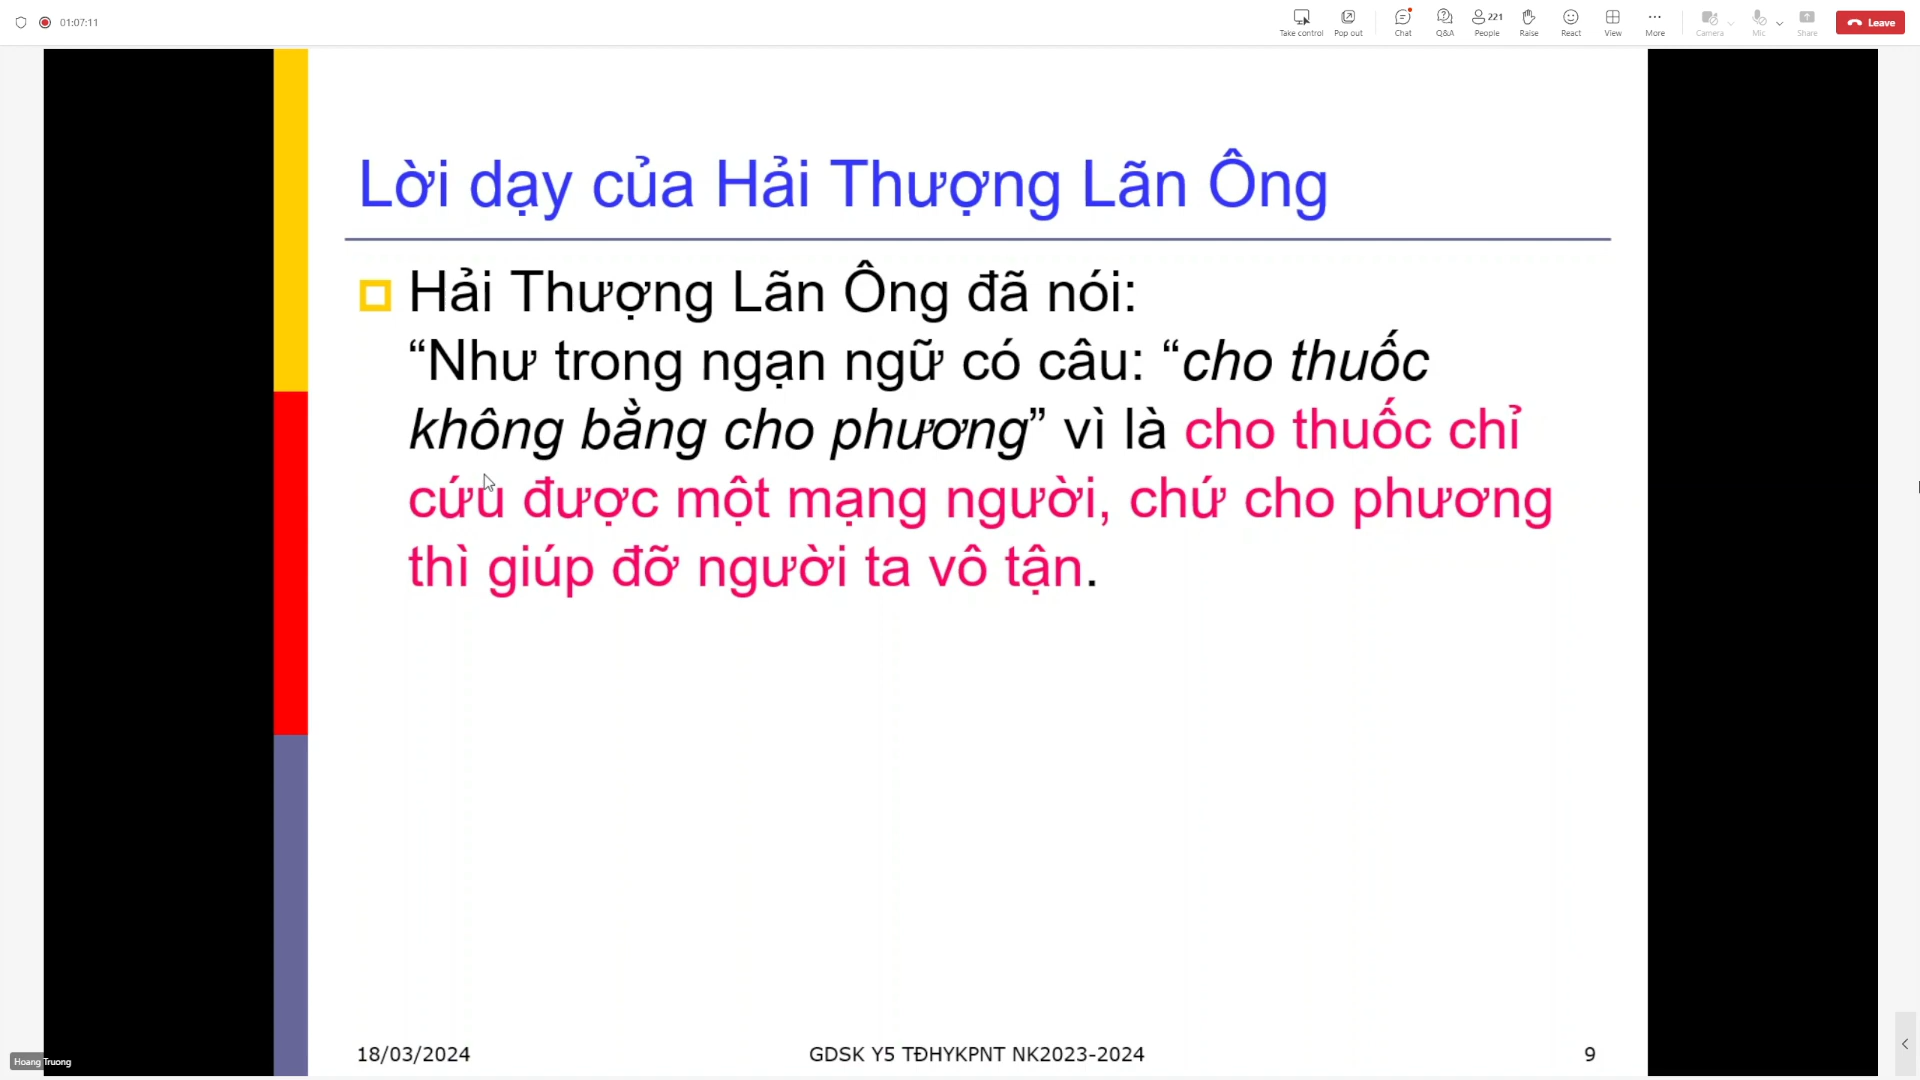 01:07:11
Take control
Pop out
Chat
Q&A
221
People
Raise
React
View
More
Camera
Mic
Share
Leave
Lời dạy của Hải Thượng Lãn Ông
Hải Thượng Lãn Ông đã nói:
“Như trong ngạn ngữ có câu: “cho thuốc
không bằng cho phương” vì là cho thuốc chỉ
cứu được một mạng người, chứ cho phương
thì giúp đỡ người ta vô tận.
18/03/2024
GDSK Y5 TĐHYKPNT NK2023-2024
9
Hoang Truong